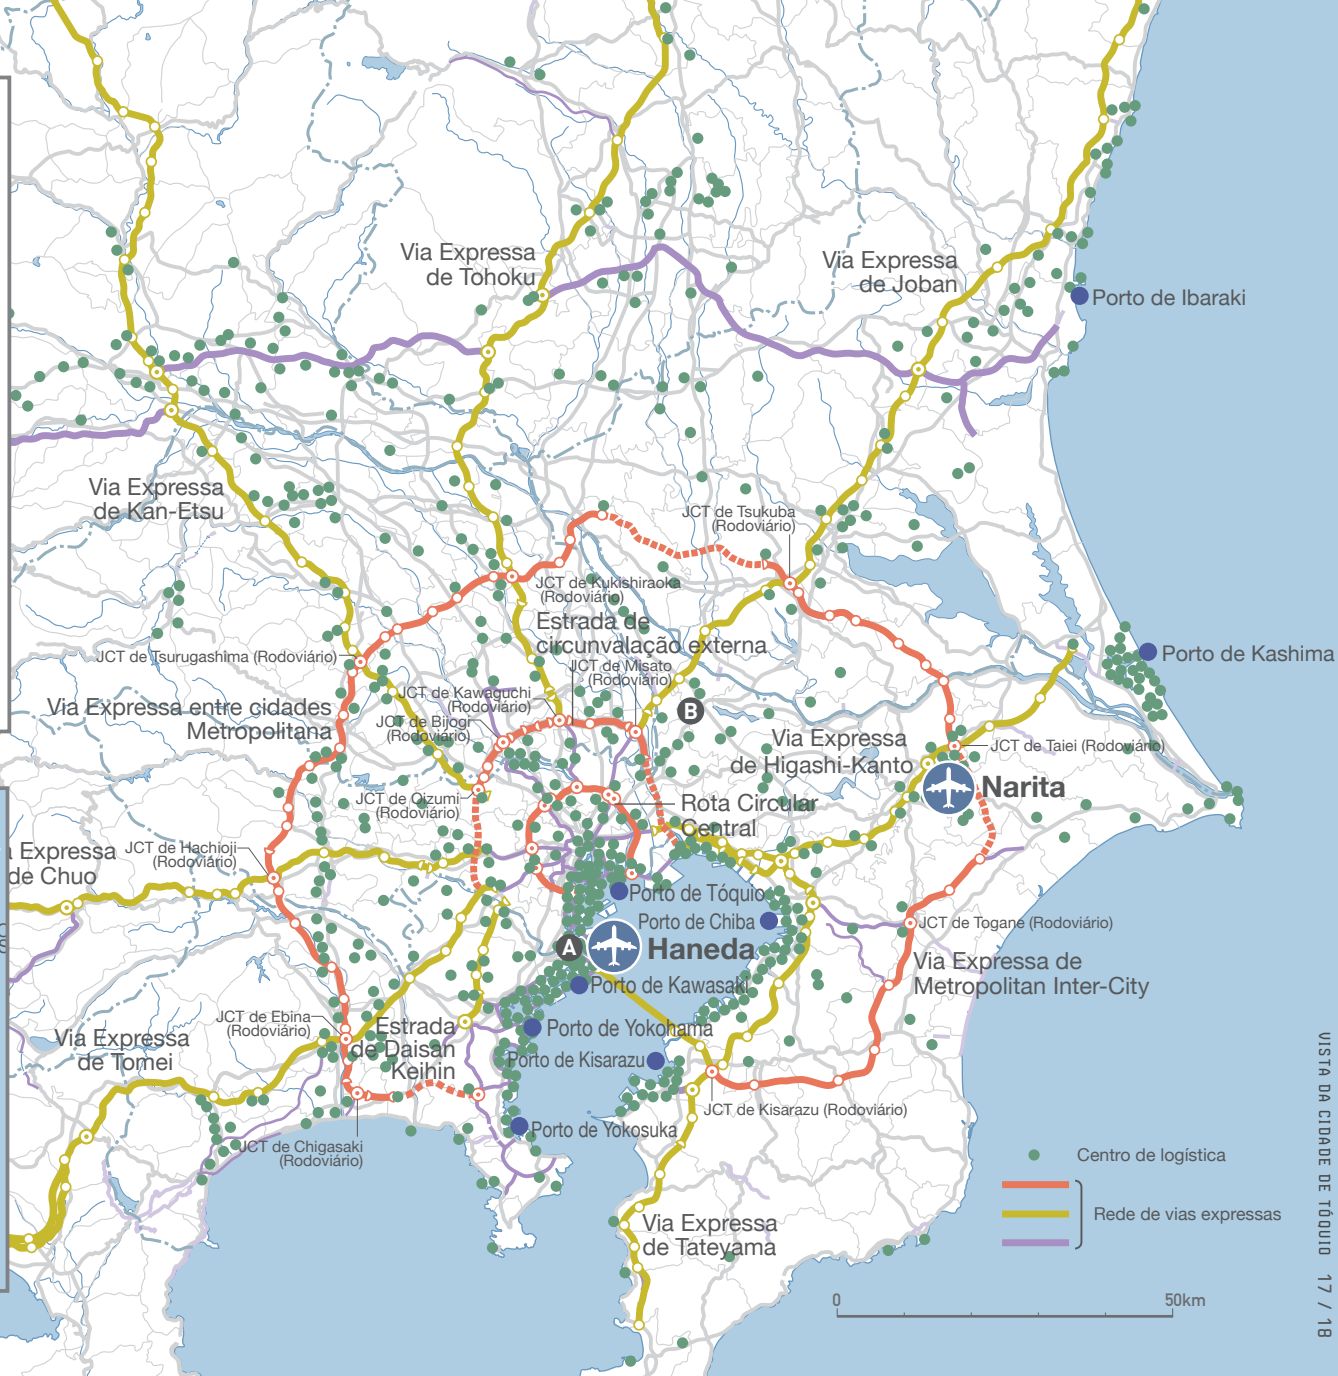 Via Expressa
de Tohoku
Via Expressa
de Joban
Porto de Ibaraki
Via Expressa
de Kan-Etsu
JCT de Tsukuba
(Rodoviário)
JCT de Kukishiraoka
(Rodoviário)
Estrada de
circunvalação externa
JCT de Tsurugashima (Rodoviário)
JCT de Misato
(Rodoviário)
Porto de Kashima
JCT de Kawaguchi
(Rodoviário)
Via Expressa entre cidades
Metropolitana
JCT de Bijogi
(Rodoviário)
B
Via Expressa
de Higashi-Kanto
JCT de Taiei (Rodoviário)
Narita
JCT de Oizumi
(Rodoviário)
Rota Circular
Central
Expressa
de Chuo
JCT de Hachioji
(Rodoviário)
Porto de Tóquio
Porto de Chiba
JCT de Togane (Rodoviário)
A
Haneda
Via Expressa de
Metropolitan Inter-City
Porto de Kawasaki
JCT de Ebina
(Rodoviário)
Estrada
de Daisan
Keihin
Porto de Yokohama
Via Expressa
de Tomei
Porto de Kisarazu
JCT de Kisarazu (Rodoviário)
Porto de Yokosuka
JCT de Chigasaki
(Rodoviário)
Centro de logística
Rede de vias expressas
Via Expressa
de Tateyama
0 50km
VISTA DA CIDADE DE TÓQUIO 17 / 18